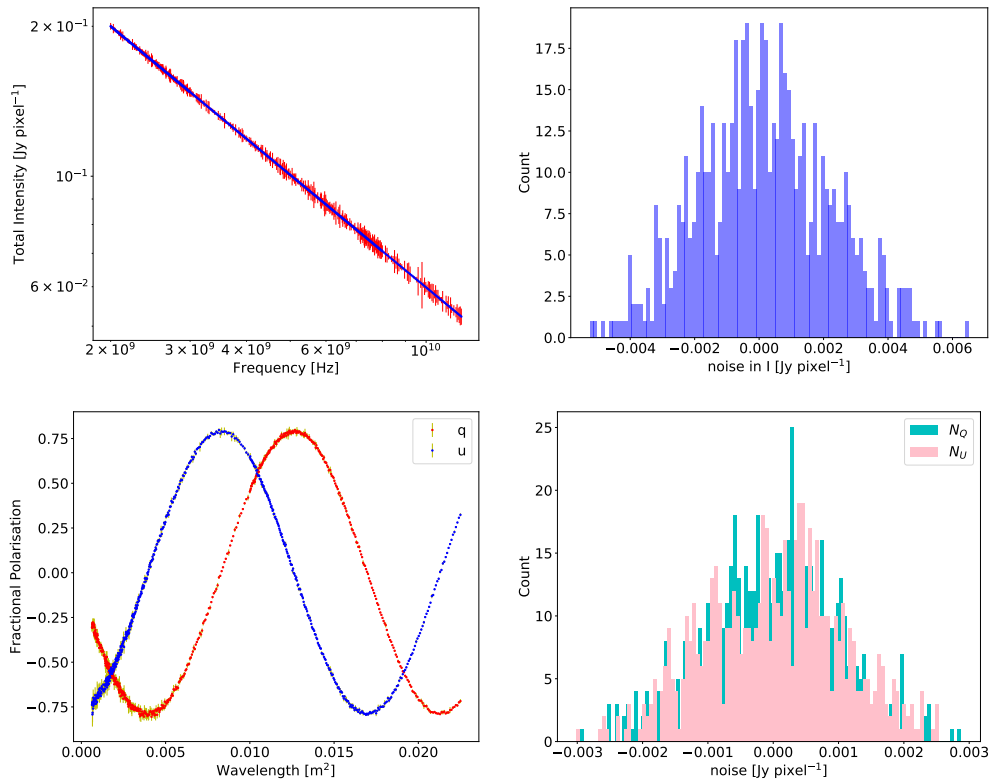 2 × 10⁻¹
10⁻¹
6 × 10⁻²
Total Intensity [Jy pixel⁻¹]
2 × 10⁹ 3 × 10⁹ 4 × 10⁹ 6 × 10⁹ 10¹⁰
Frequency [Hz]
17.5
15.0
12.5
10.0
7.5
5.0
2.5
0.0
Count
−0.004 −0.002 0.000 0.002 0.004 0.006
noise in I [Jy pixel⁻¹]
0.75
0.50
0.25
0.00
−0.25
−0.50
−0.75
Fractional Polarisation
q
u
0.000 0.005 0.010 0.015 0.020
Wavelength [m²]
25
20
15
10
5
0
Count
N_Q
N_U
−0.003 −0.002 −0.001 0.000 0.001 0.002 0.003
noise [Jy pixel⁻¹]